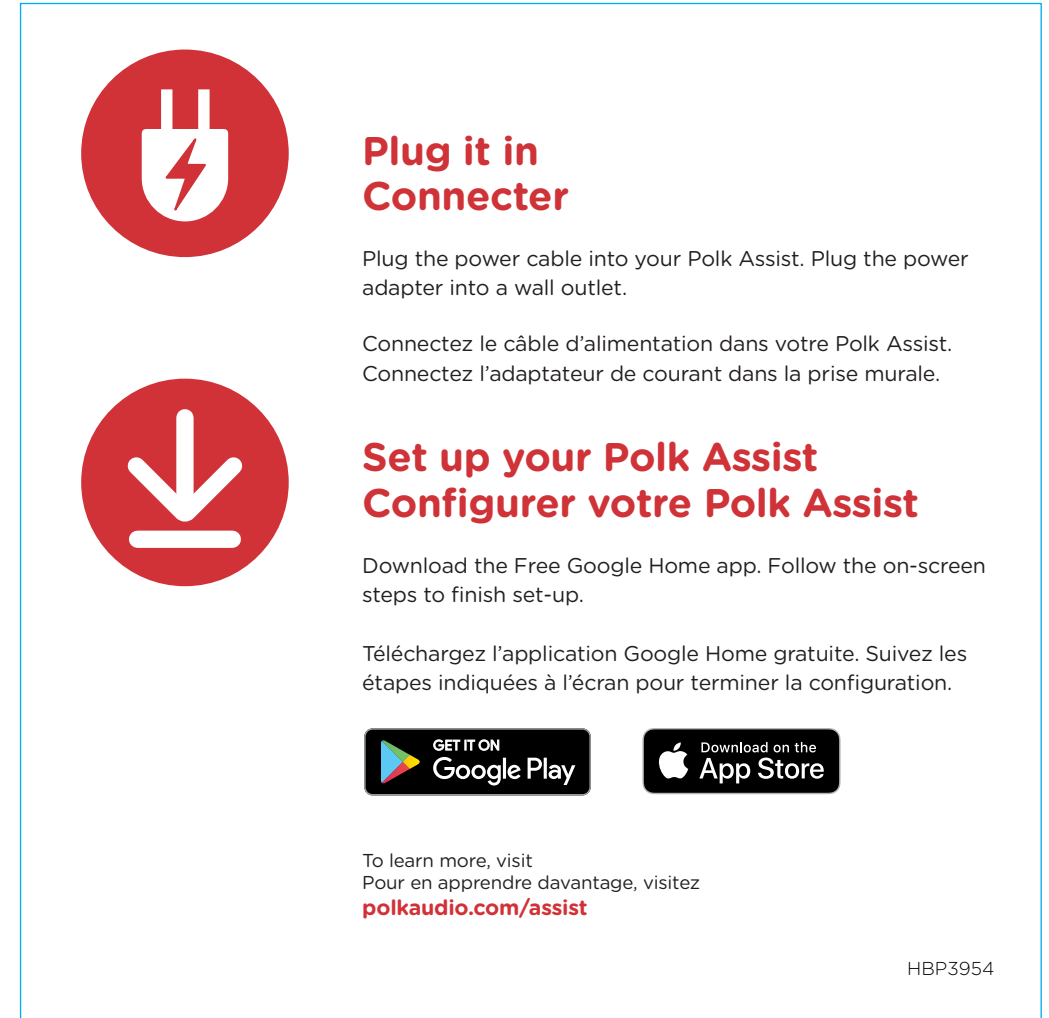 Plug it in
Connecter
Plug the power cable into your Polk Assist. Plug the power
adapter into a wall outlet.
Connectez le câble d’alimentation dans votre Polk Assist.
Connectez l’adaptateur de courant dans la prise murale.
Set up your Polk Assist
Configurer votre Polk Assist
Download the Free Google Home app. Follow the on-screen
steps to finish set-up.
Téléchargez l’application Google Home gratuite. Suivez les
étapes indiquées à l’écran pour terminer la configuration.
GET IT ON
Google Play
Download on the
App Store
To learn more, visit
Pour en apprendre davantage, visitez
polkaudio.com/assist
HBP3954